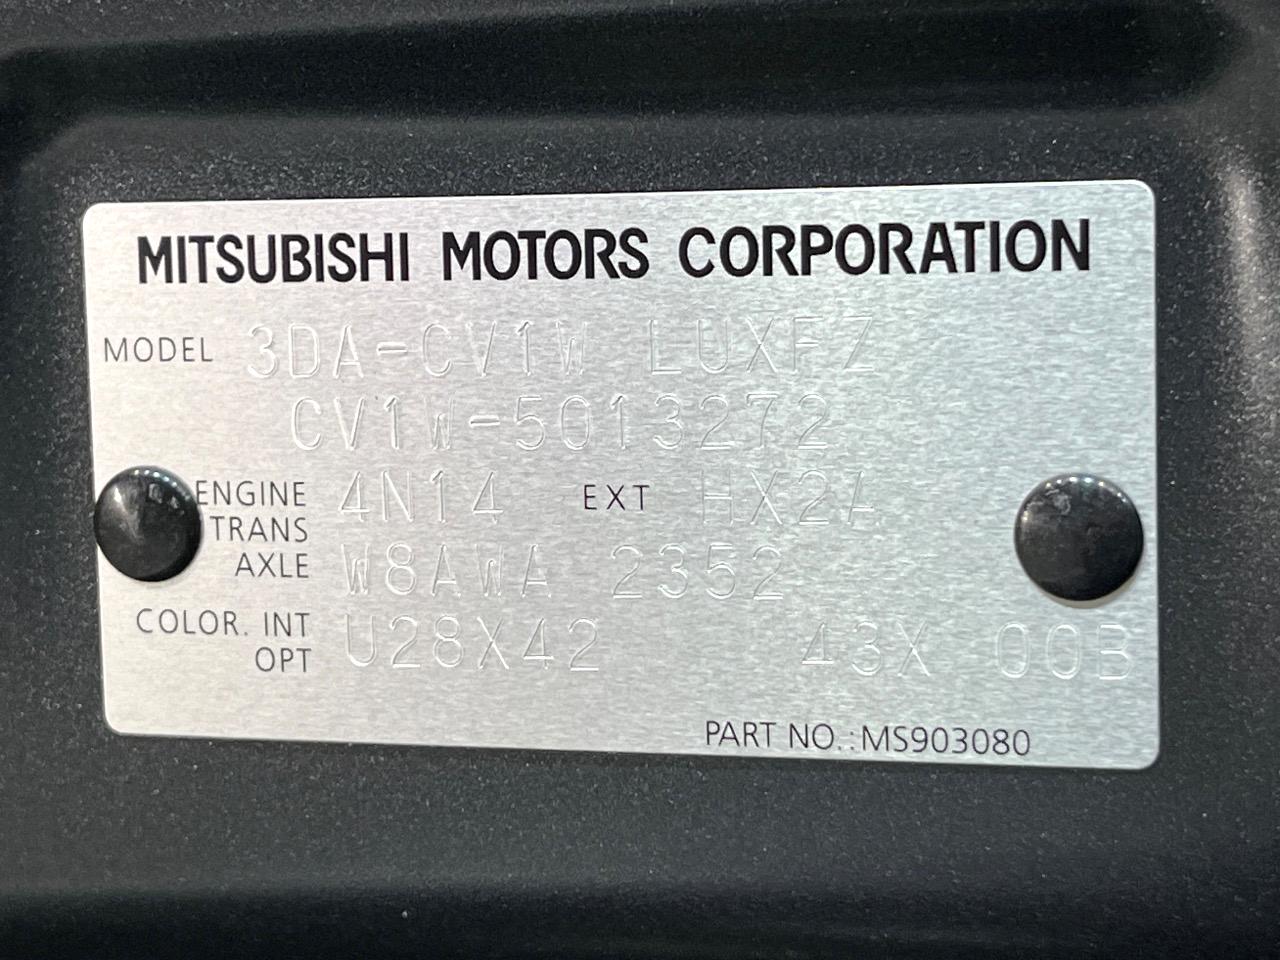 MITSUBISHI MOTORS CORPORATION
MODEL 3DA-CV1W LUXFZ
CV1W-5013272
ENGINE 4N14 EXT HX2A
TRANS
AXLE W8AWA 2352
COLOR. INT U28X42 43X 00B
OPT
PART NO.:MS903080